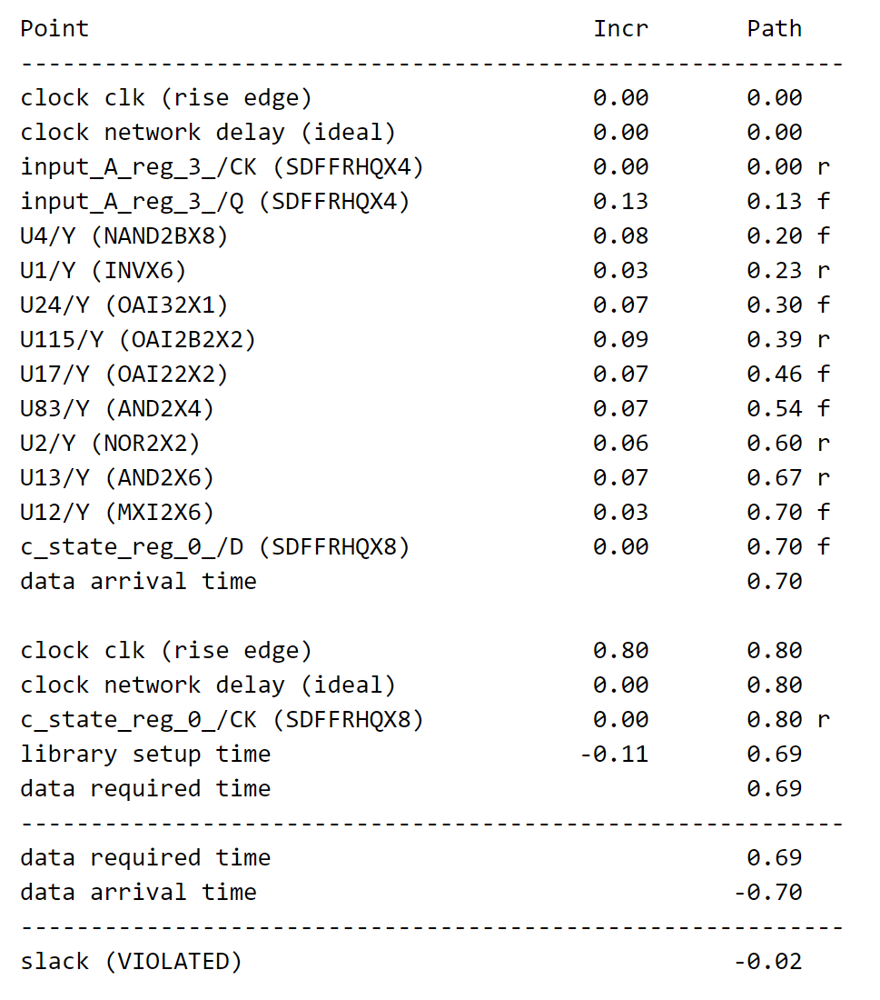 Point Incr Path
------------------------------------------------------------
clock clk (rise edge) 0.00 0.00
clock network delay (ideal) 0.00 0.00
input_A_reg_3_/CK (SDFFRHQX4) 0.00 0.00 r
input_A_reg_3_/Q (SDFFRHQX4) 0.13 0.13 f
U4/Y (NAND2BX8) 0.08 0.20 f
U1/Y (INVX6) 0.03 0.23 r
U24/Y (OAI32X1) 0.07 0.30 f
U115/Y (OAI2B2X2) 0.09 0.39 r
U17/Y (OAI22X2) 0.07 0.46 f
U83/Y (AND2X4) 0.07 0.54 f
U2/Y (NOR2X2) 0.06 0.60 r
U13/Y (AND2X6) 0.07 0.67 r
U12/Y (MXI2X6) 0.03 0.70 f
c_state_reg_0_/D (SDFFRHQX8) 0.00 0.70 f
data arrival time 0.70
clock clk (rise edge) 0.80 0.80
clock network delay (ideal) 0.00 0.80
c_state_reg_0_/CK (SDFFRHQX8) 0.00 0.80 r
library setup time -0.11 0.69
data required time 0.69
------------------------------------------------------------
data required time 0.69
data arrival time -0.70
------------------------------------------------------------
slack (VIOLATED) -0.02